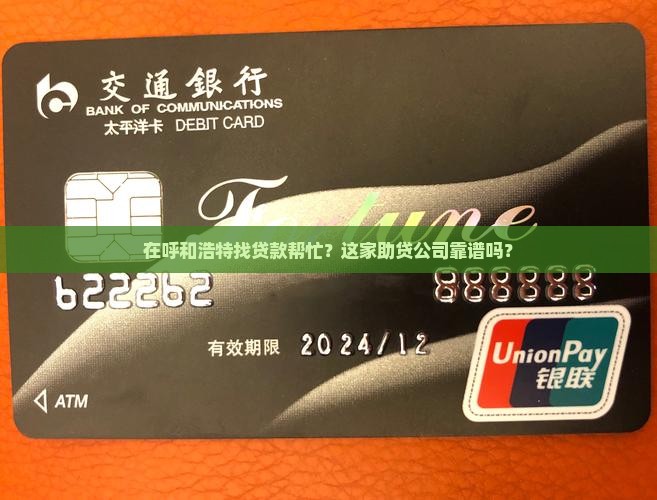 交通銀行
BANK OF COMMUNICATIONS
太平洋卡 DEBIT CARD
Fortune
在呼和浩特找贷款帮忙？这家助贷公司靠谱吗？
622262 888888
有效期限 2024/12
UnionPay
银联
ATM